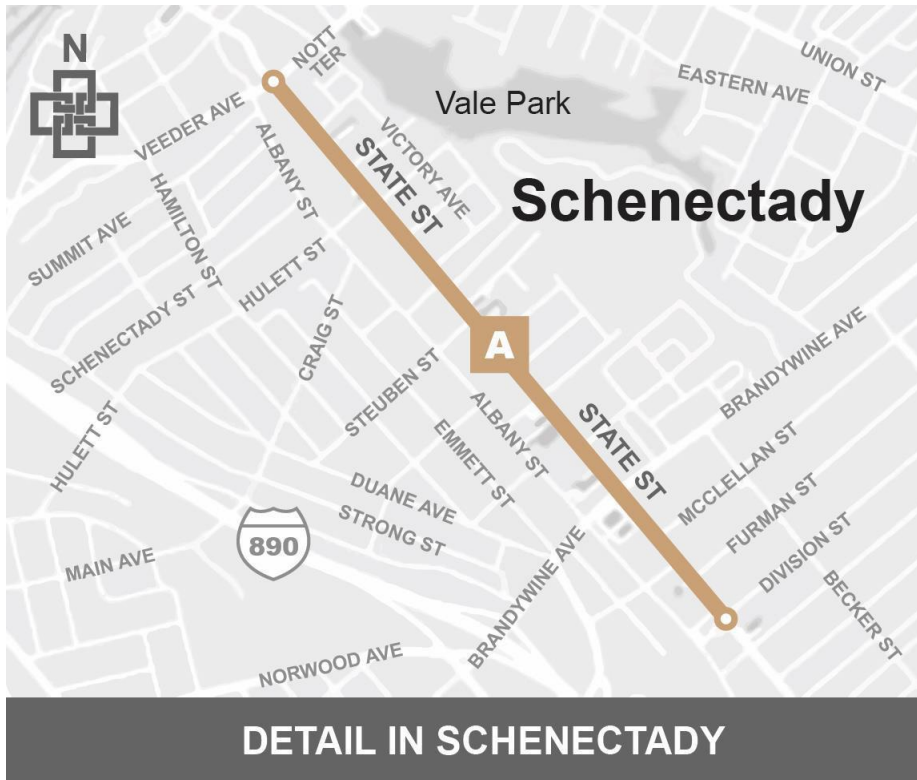 N
NOTT
TER
UNION ST
EASTERN AVE
Vale Park
VEEDER AVE
ALBANY ST
VICTORY AVE
STATE ST
Schenectady
HAMILTON ST
SUMMIT AVE
HULETT ST
SCHENECTADY ST
CRAIG ST
A
BRANDYWINE AVE
STEUBEN ST
ALBANY ST
STATE ST
HULETT ST
EMMETT ST
MCCLELLAN ST
DUANE AVE
FURMAN ST
STRONG ST
890
DIVISION ST
MAIN AVE
BRANDYWINE AVE
BECKER ST
NORWOOD AVE
DETAIL IN SCHENECTADY